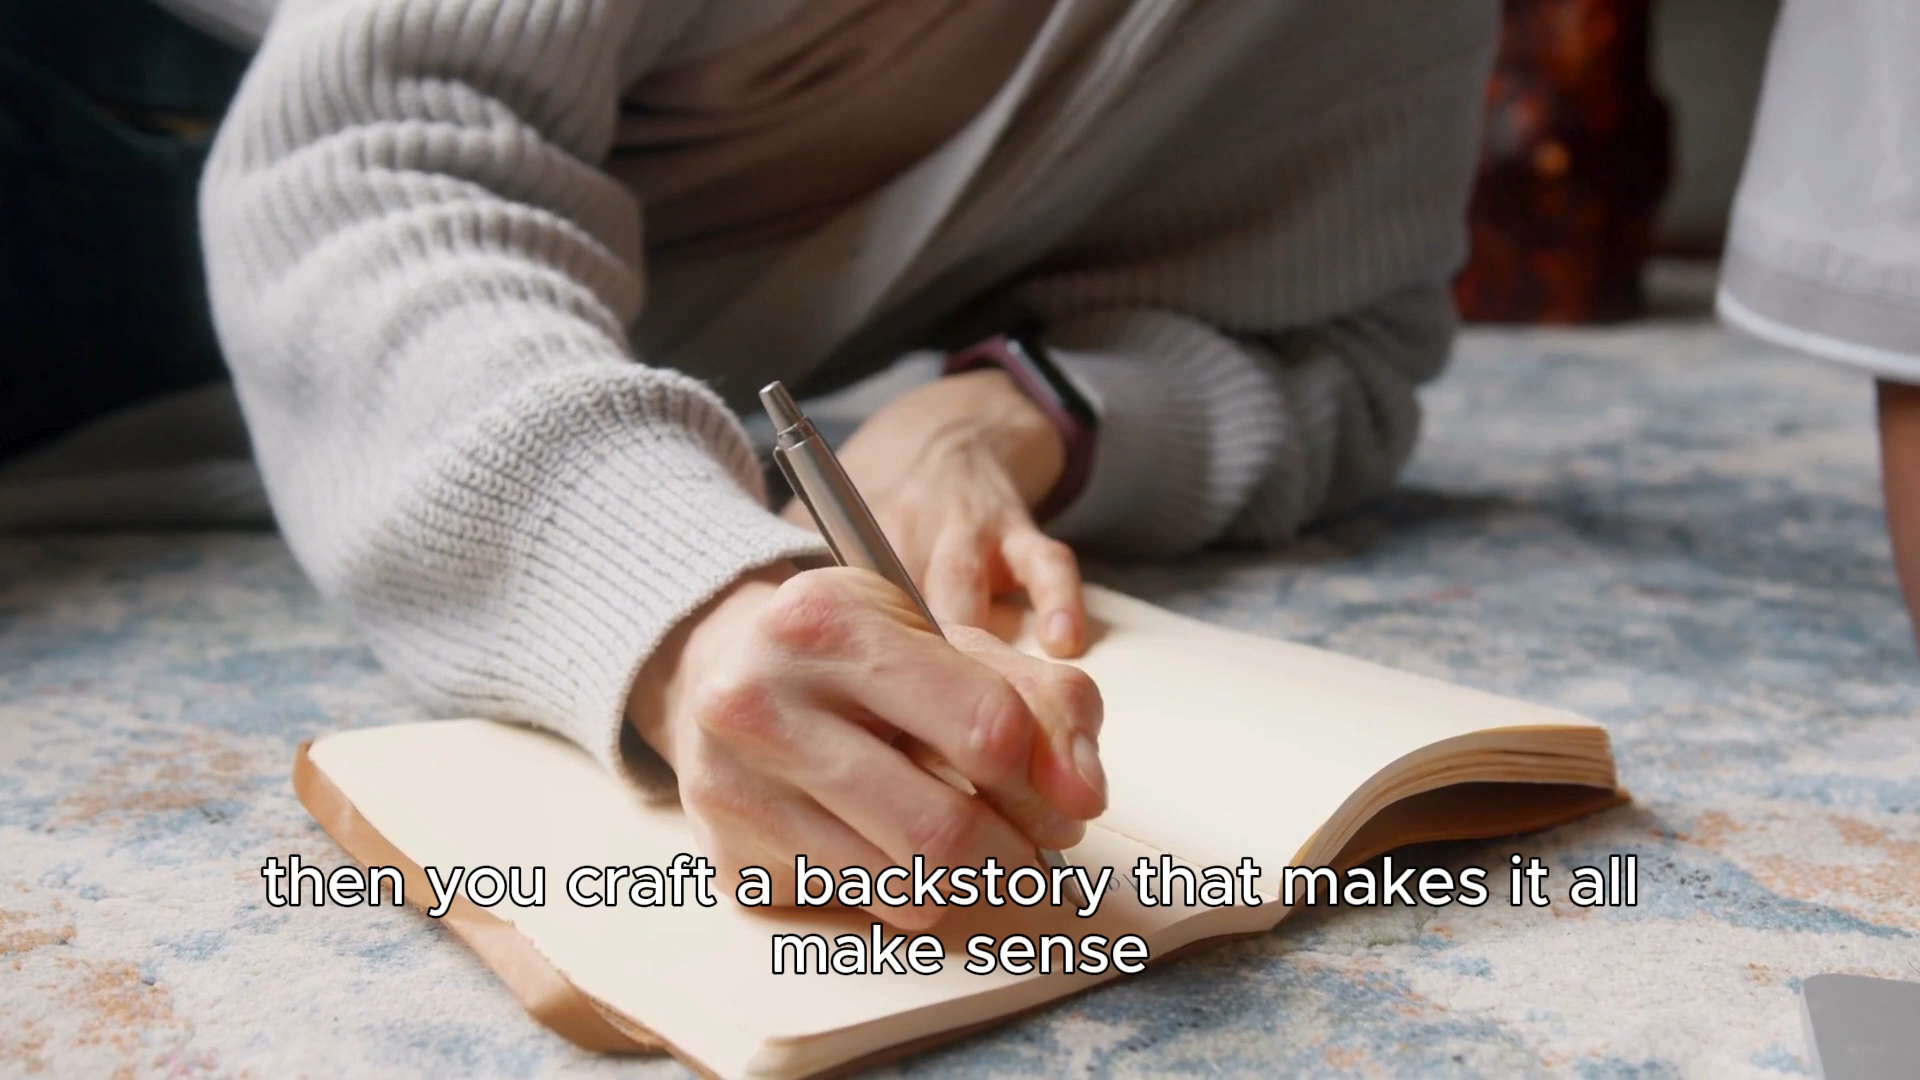 then you craft a backstory that makes it all
make sense